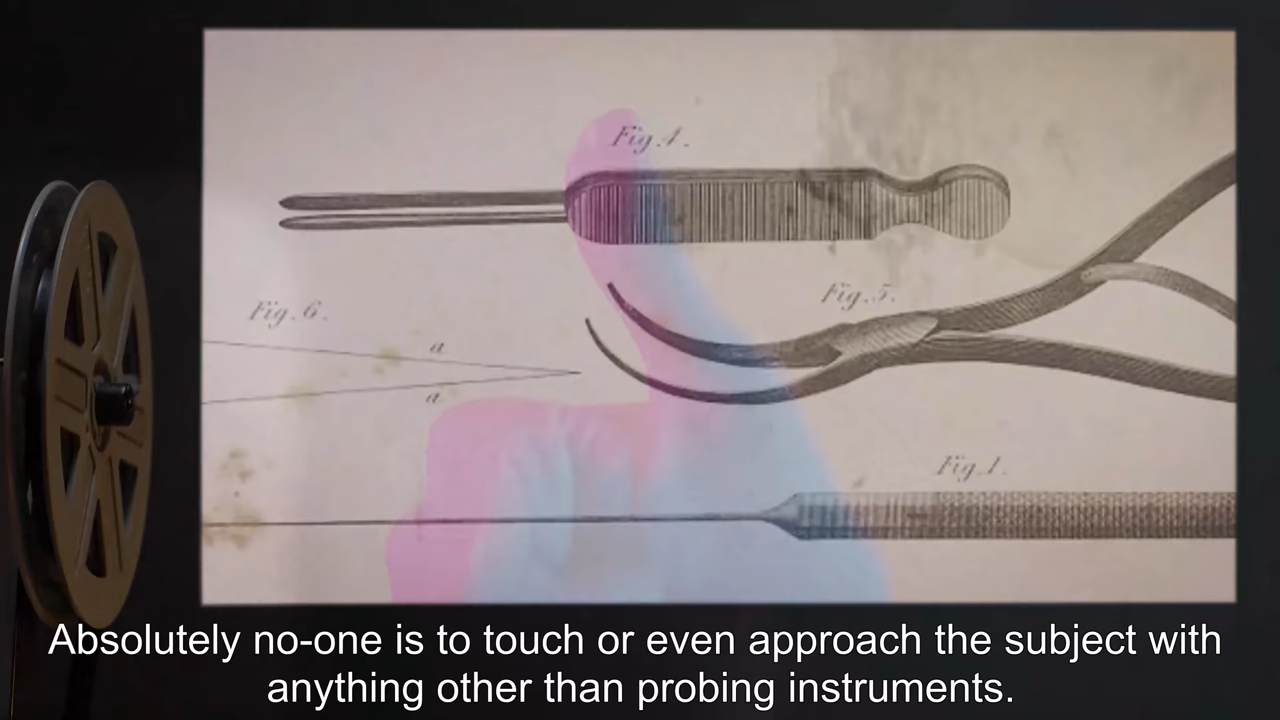 Fig.4.
Fig.5.
Fig.6.
a
a
Fig.1.
Absolutely no-one is to touch or even approach the subject with
anything other than probing instruments.